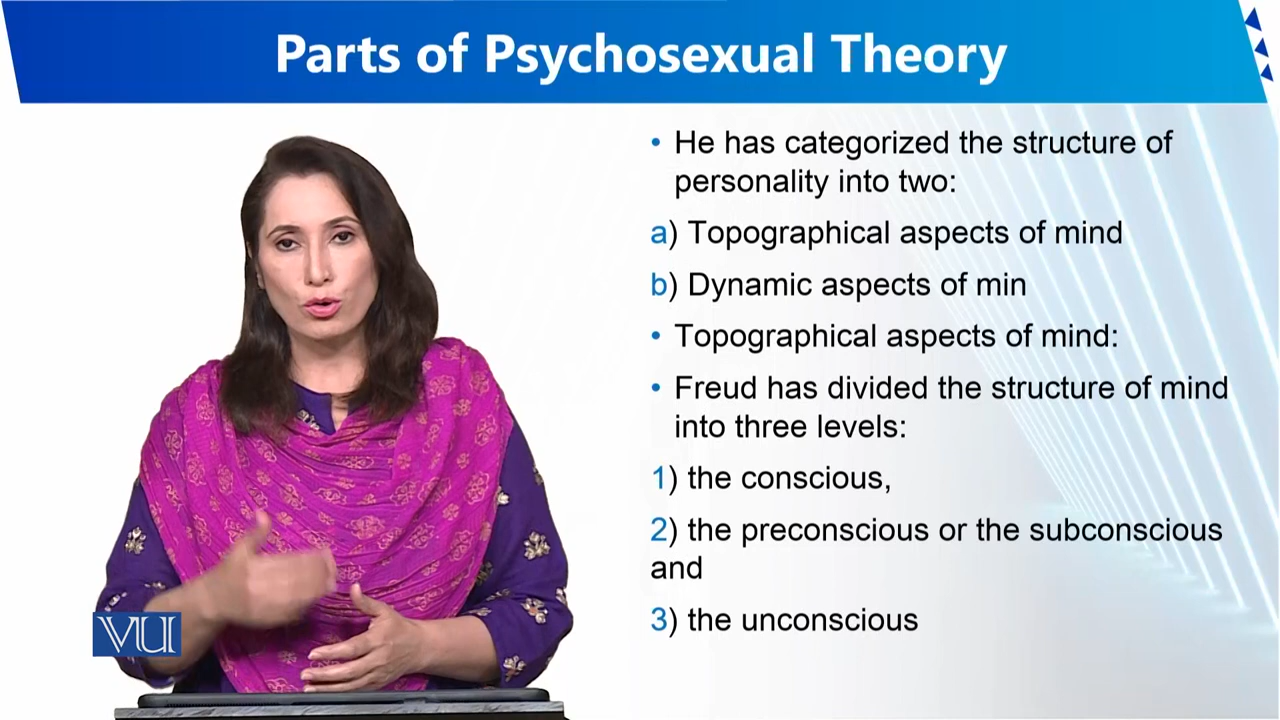 Parts of Psychosexual Theory
• He has categorized the structure of
personality into two:
a) Topographical aspects of mind
b) Dynamic aspects of min
• Topographical aspects of mind:
• Freud has divided the structure of mind
into three levels:
1) the conscious,
2) the preconscious or the subconscious
and
3) the unconscious
VU